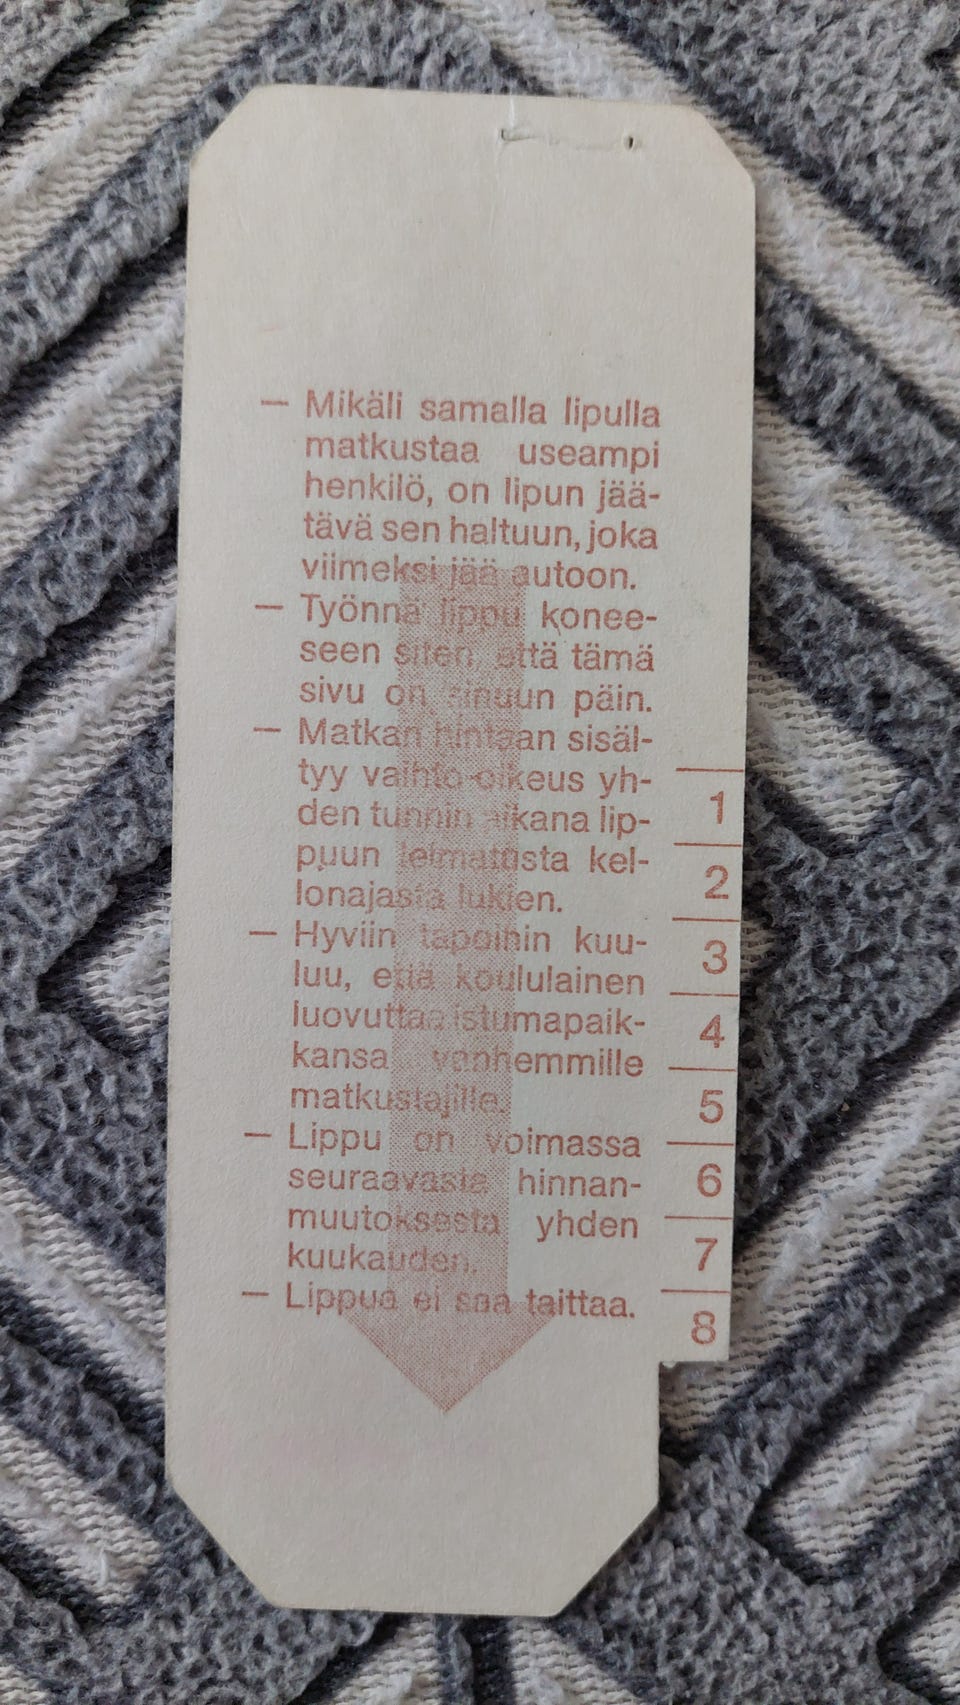 — Mikäli samalla lipulla
matkustaa useampi
henkilö, on lipun jää-
tävä sen haltuun, joka
viimeksi jää autoon.
— Työnnä lippu konee-
seen siten, että tämä
sivu on sinuun päin.
— Matkan hintaan sisäl-
tyy vaihto-oikeus yh-
den tunnin aikana lip-
puun leimatusta kel-
lonajasta lukien.
— Hyviin tapoihin kuu-
luu, että koululainen
luovuttaa istumapaik-
kansa vanhemmille
matkustajille.
— Lippu on voimassa
seuraavasta hinnan-
muutoksesta yhden
kuukauden.
— Lippua ei saa taittaa.
1
2
3
4
5
6
7
8